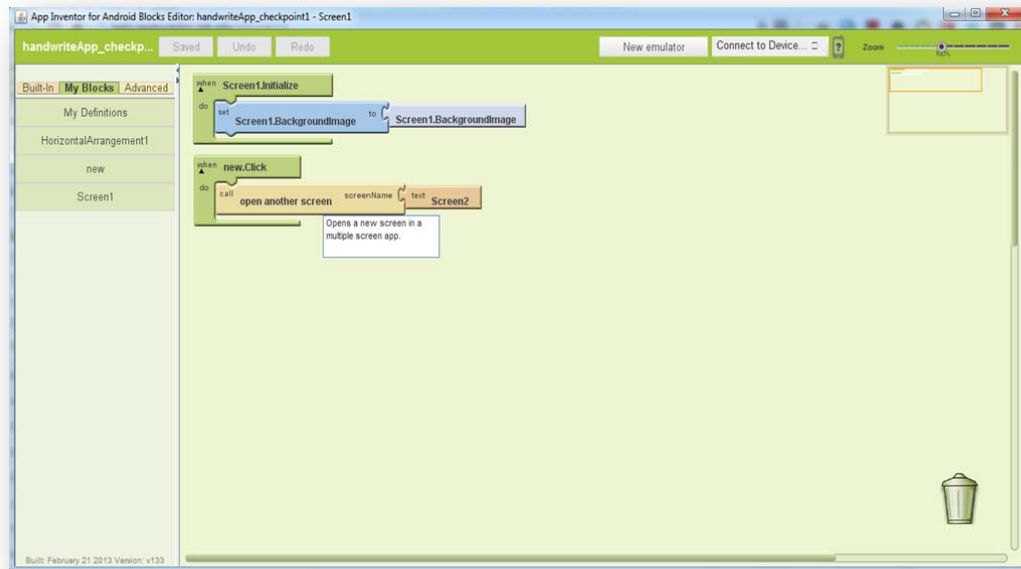 App Inventor for Android Blocks Editor: handwriteApp_checkpoint1 - Screen1
handwriteApp_checkp... Saved Undo Redo New emulator Connect to Device... ? Zoom
100%
Built-In My Blocks Advanced
My Definitions
HorizontalArrangement1
new
Screen1
when Screen1.Initialize
do set Screen1.BackgroundImage to Screen1.BackgroundImage
when new.Click
do call open another screen screenName text Screen2
Opens a new screen in a
multiple screen app.
Built: February 21 2013 Version: v133